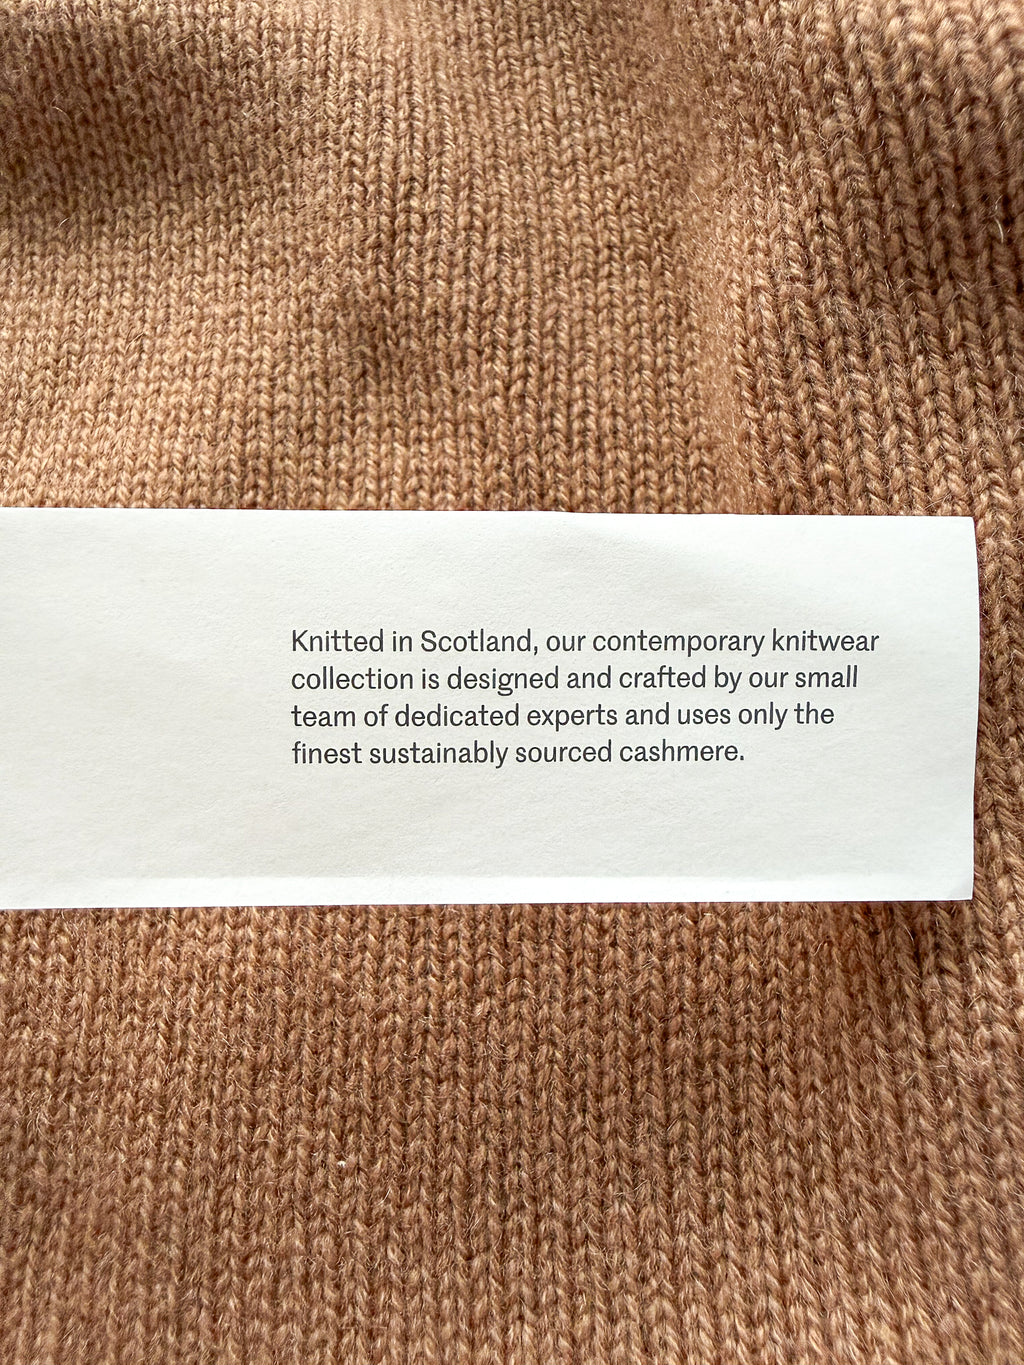 Knitted in Scotland, our contemporary knitwear
collection is designed and crafted by our small
team of dedicated experts and uses only the
finest sustainably sourced cashmere.